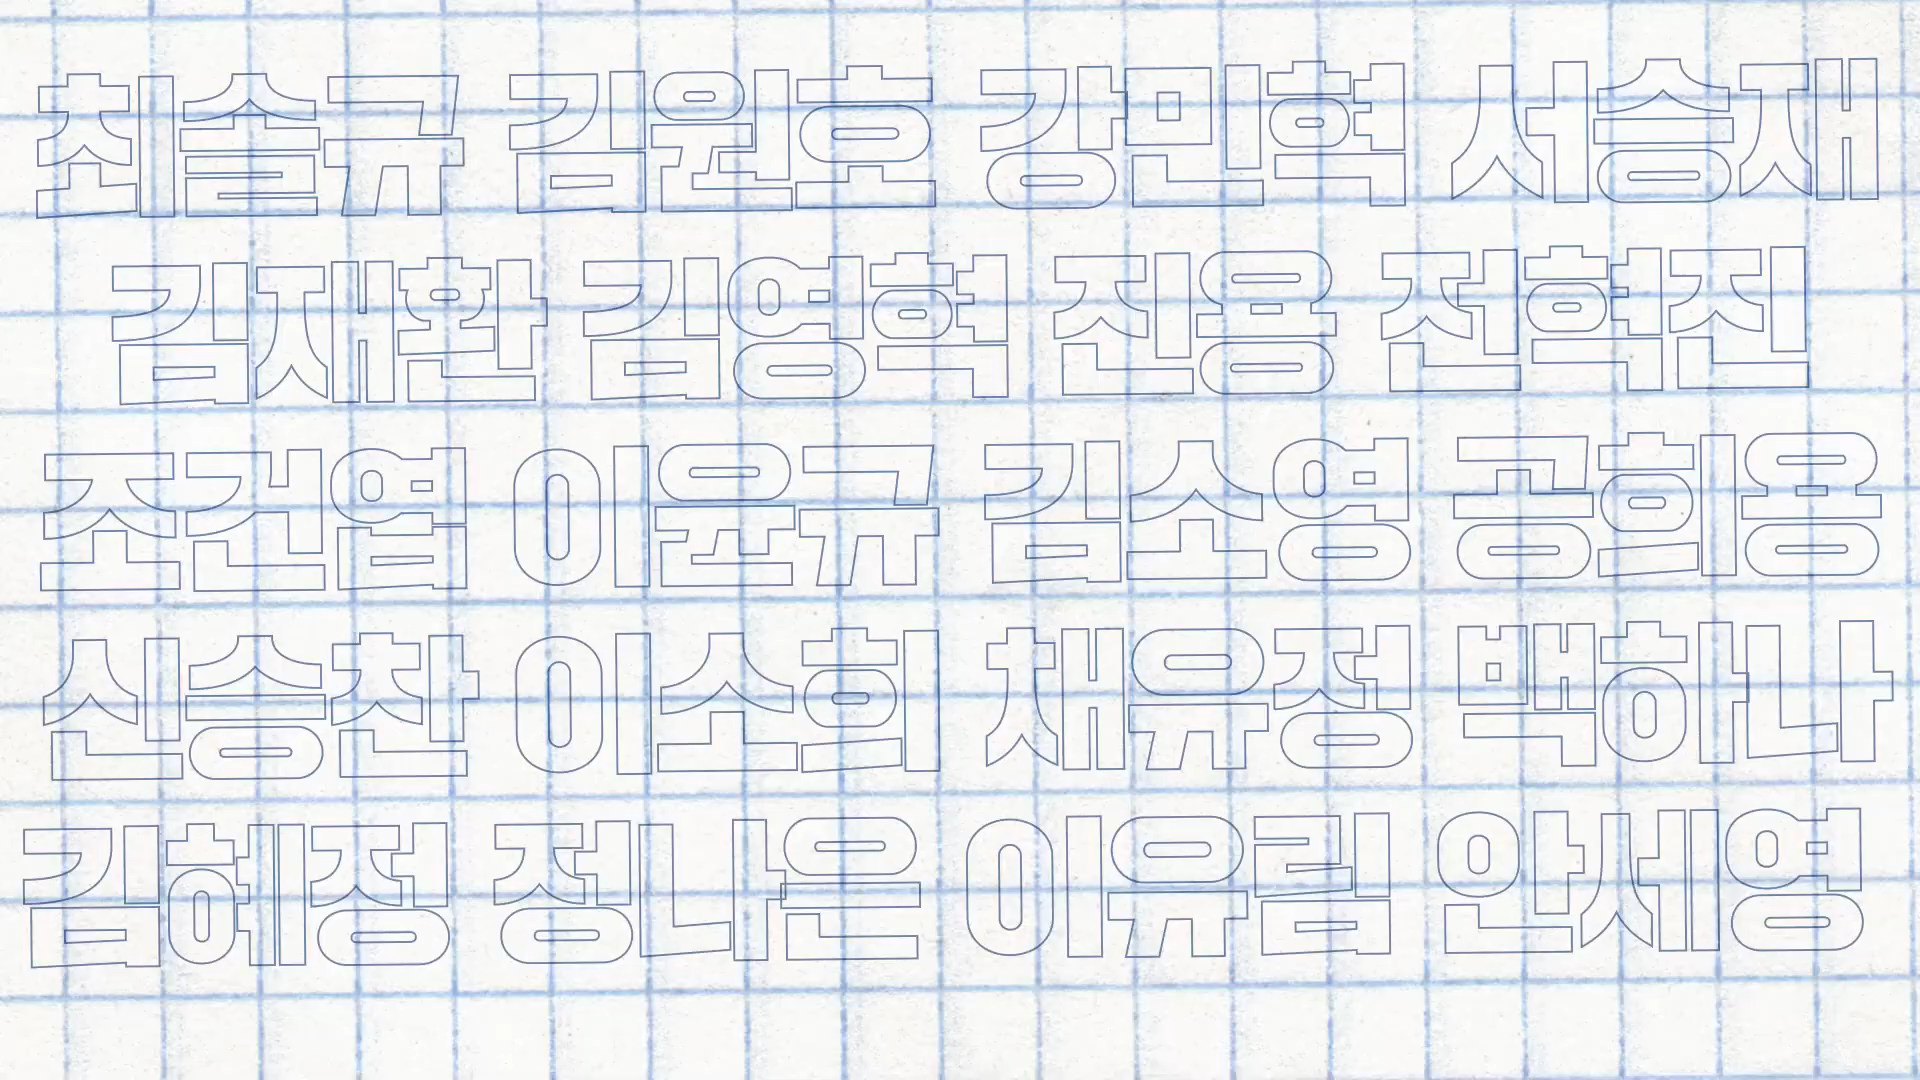 최솔규 김원호 강민혁 서승재
김재환 김영혁 진용 전혁진
조건엽 이윤규 김소영 공희용
신승찬 이소희 채유정 백하나
김혜정 정나은 이유림 안세영